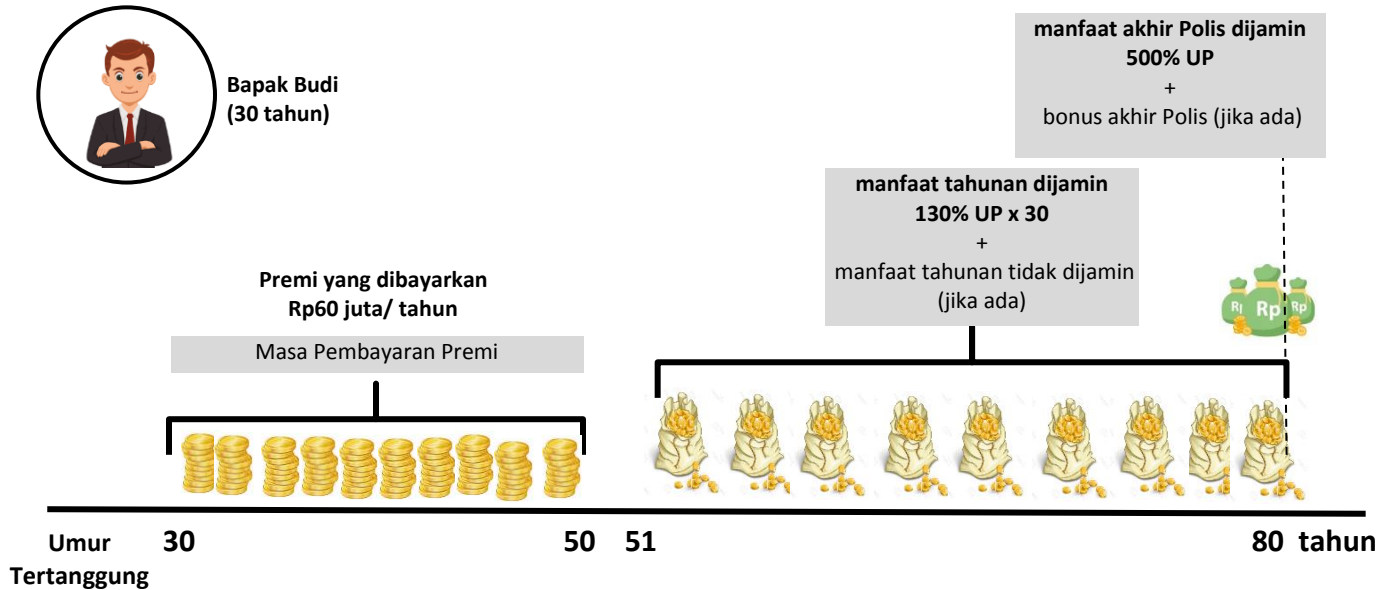 Bapak Budi
(30 tahun)
manfaat akhir Polis dijamin
500% UP
+
bonus akhir Polis (jika ada)
manfaat tahunan dijamin
130% UP x 30
+
manfaat tahunan tidak dijamin
(jika ada)
Premi yang dibayarkan
Rp60 juta/ tahun
Masa Pembayaran Premi
Rp Rp
Umur
Tertanggung
30 50 51 80 tahun